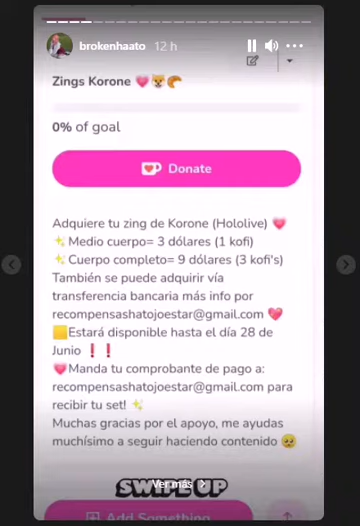 brokenhaato 12 h
Zings Korone 💗😺🥐
0% of goal
Donate
Adquiere tu zing de Korone (Hololive) 💗
✨Medio cuerpo= 3 dólares (1 kofi)
✨Cuerpo completo= 9 dólares (3 kofi's)
También se puede adquirir vía
transferencia bancaria más info por
recompensashatojoestar@gmail.com 💖
🟨Estará disponible hasta el día 28 de
Junio ❗❗
💗Manda tu comprobante de pago a:
recompensashatojoestar@gmail.com para
recibir tu set! ✨
Muchas gracias por el apoyo, me ayudas
muchísimo a seguir haciendo contenido 🥺
SWIPE UP
Ver más
Add Something